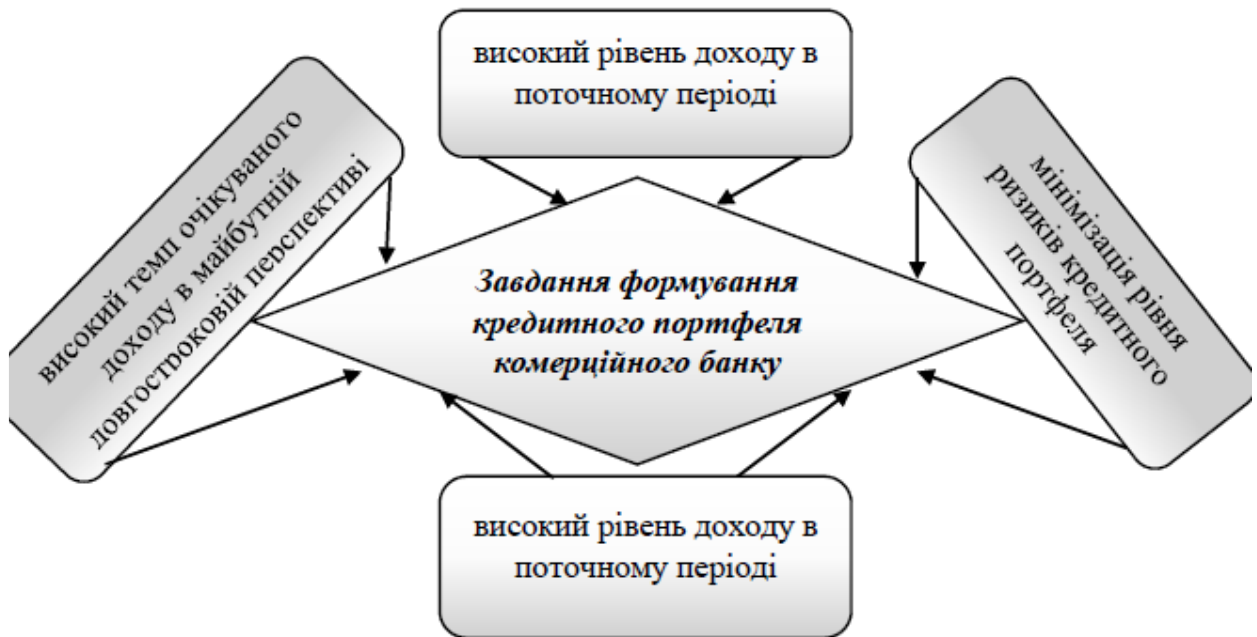 високий рівень доходу в
поточному періоді
високий темп очікуваного
доходу в майбутній
довгостроковій перспективі
Завдання формування
кредитного портфеля
комерційного банку
мінімізація рівня
ризиків кредитного
портфеля
високий рівень доходу в
поточному періоді